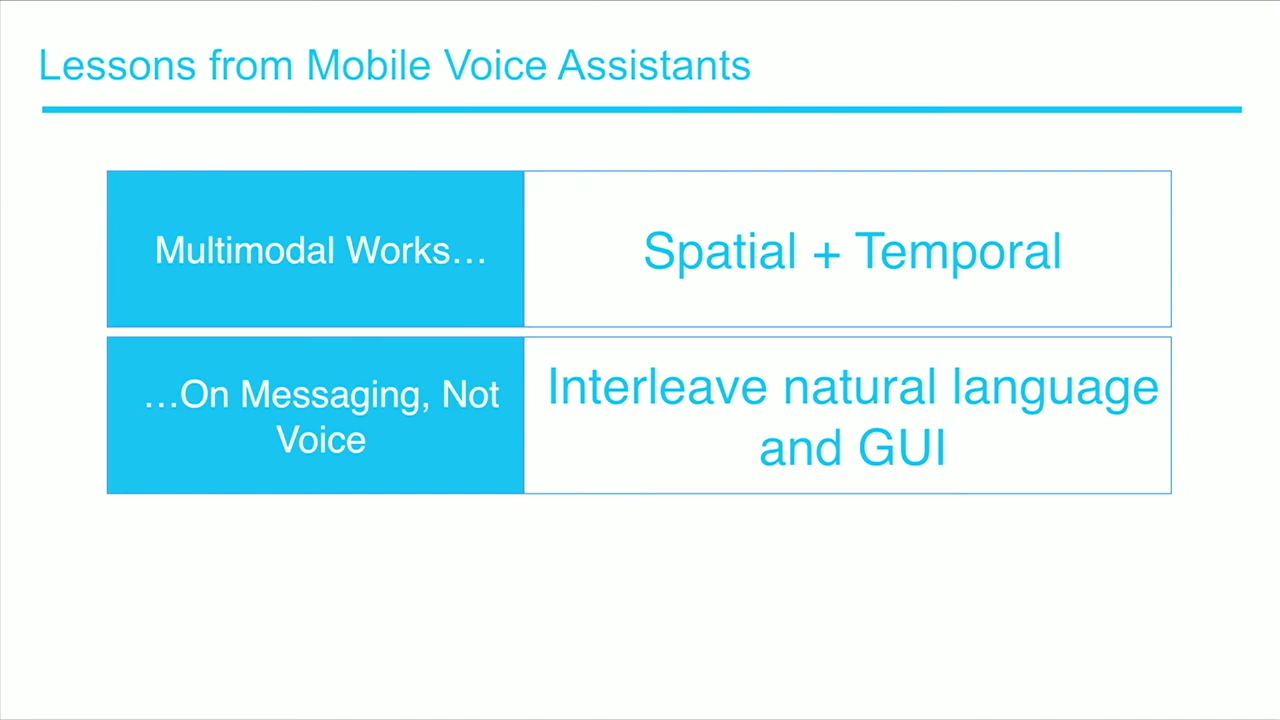 Lessons from Mobile Voice Assistants
Multimodal Works…
Spatial + Temporal
…On Messaging, Not
Voice
Interleave natural language
and GUI